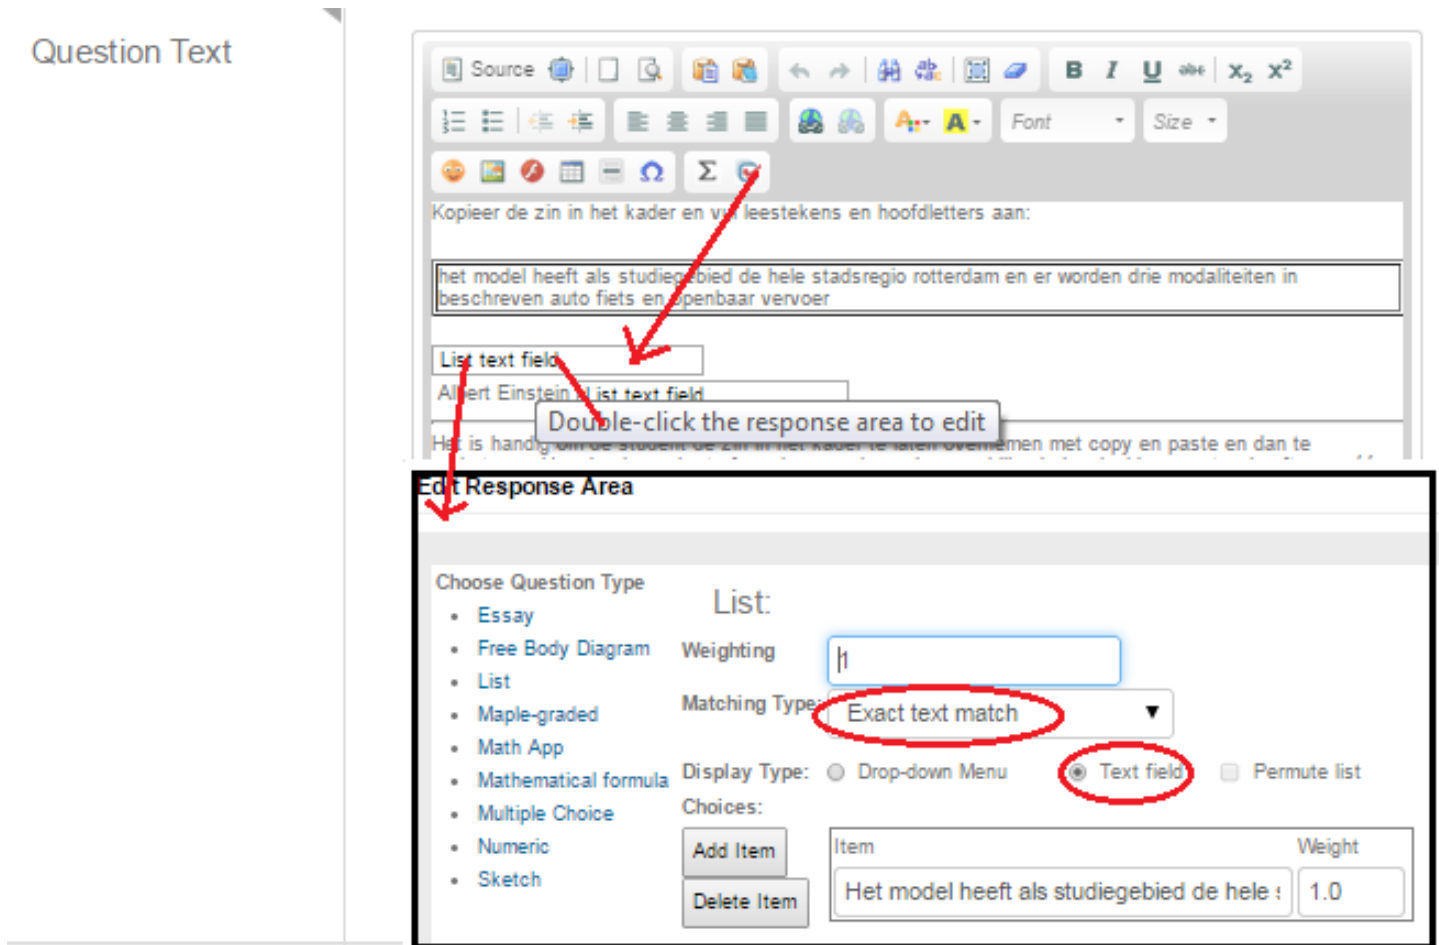 Question Text
Source
B I U abc x₂ x²
Font Size
Kopieer de zin in het kader en vul leestekens en hoofdletters aan:
het model heeft als studiegebied de hele stadsregio rotterdam en er worden drie modaliteiten in
beschreven auto fiets en openbaar vervoer
List text field
Albert Einstein List text field
Double-click the response area to edit
Het is handig om de student de zin in het kader te laten overnemen met copy en paste en dan te
Edit Response Area
Choose Question Type
List:
Essay
Free Body Diagram
Weighting 1
List
Maple-graded
Matching Type: Exact text match
Math App
Mathematical formula
Display Type: Drop-down Menu Text field Permute list
Multiple Choice
Choices:
Numeric
Add Item
Item Weight
Sketch
Delete Item
Het model heeft als studiegebied de hele 1.0